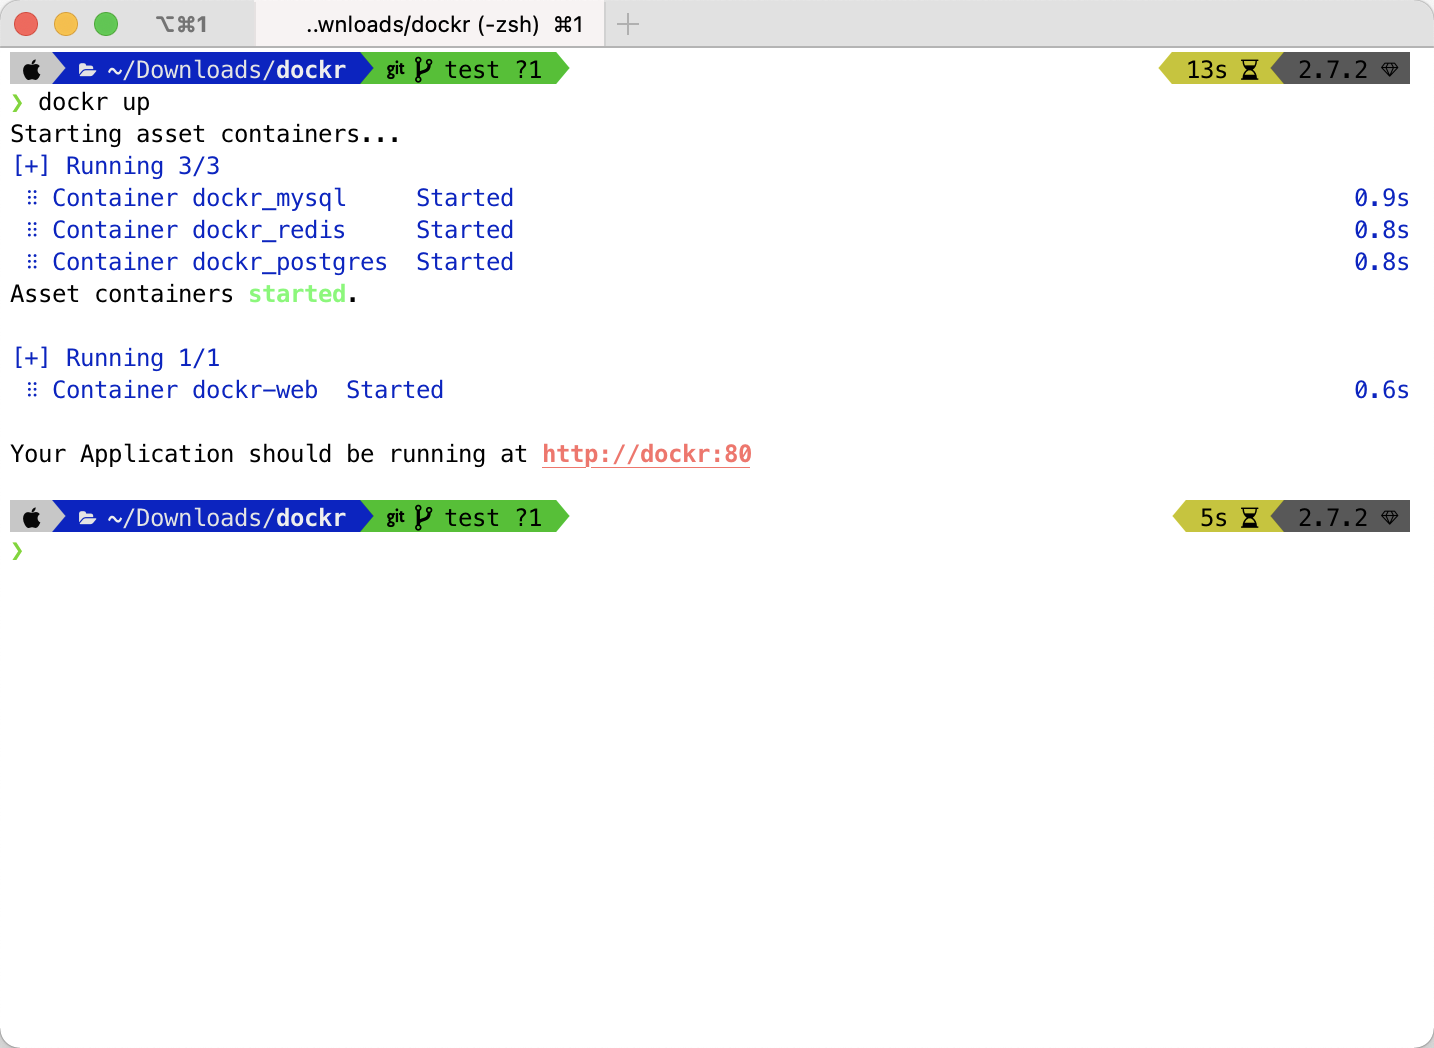 ⌥⌘1 ..wnloads/dockr (-zsh) ⌘1
~/Downloads/dockr git test ?1 13s 2.7.2
❯ dockr up
Starting asset containers...
[+] Running 3/3
⠿ Container dockr_mysql Started 0.9s
⠿ Container dockr_redis Started 0.8s
⠿ Container dockr_postgres Started 0.8s
Asset containers started.
[+] Running 1/1
⠿ Container dockr-web Started 0.6s
Your Application should be running at http://dockr:80
~/Downloads/dockr git test ?1 5s 2.7.2
❯